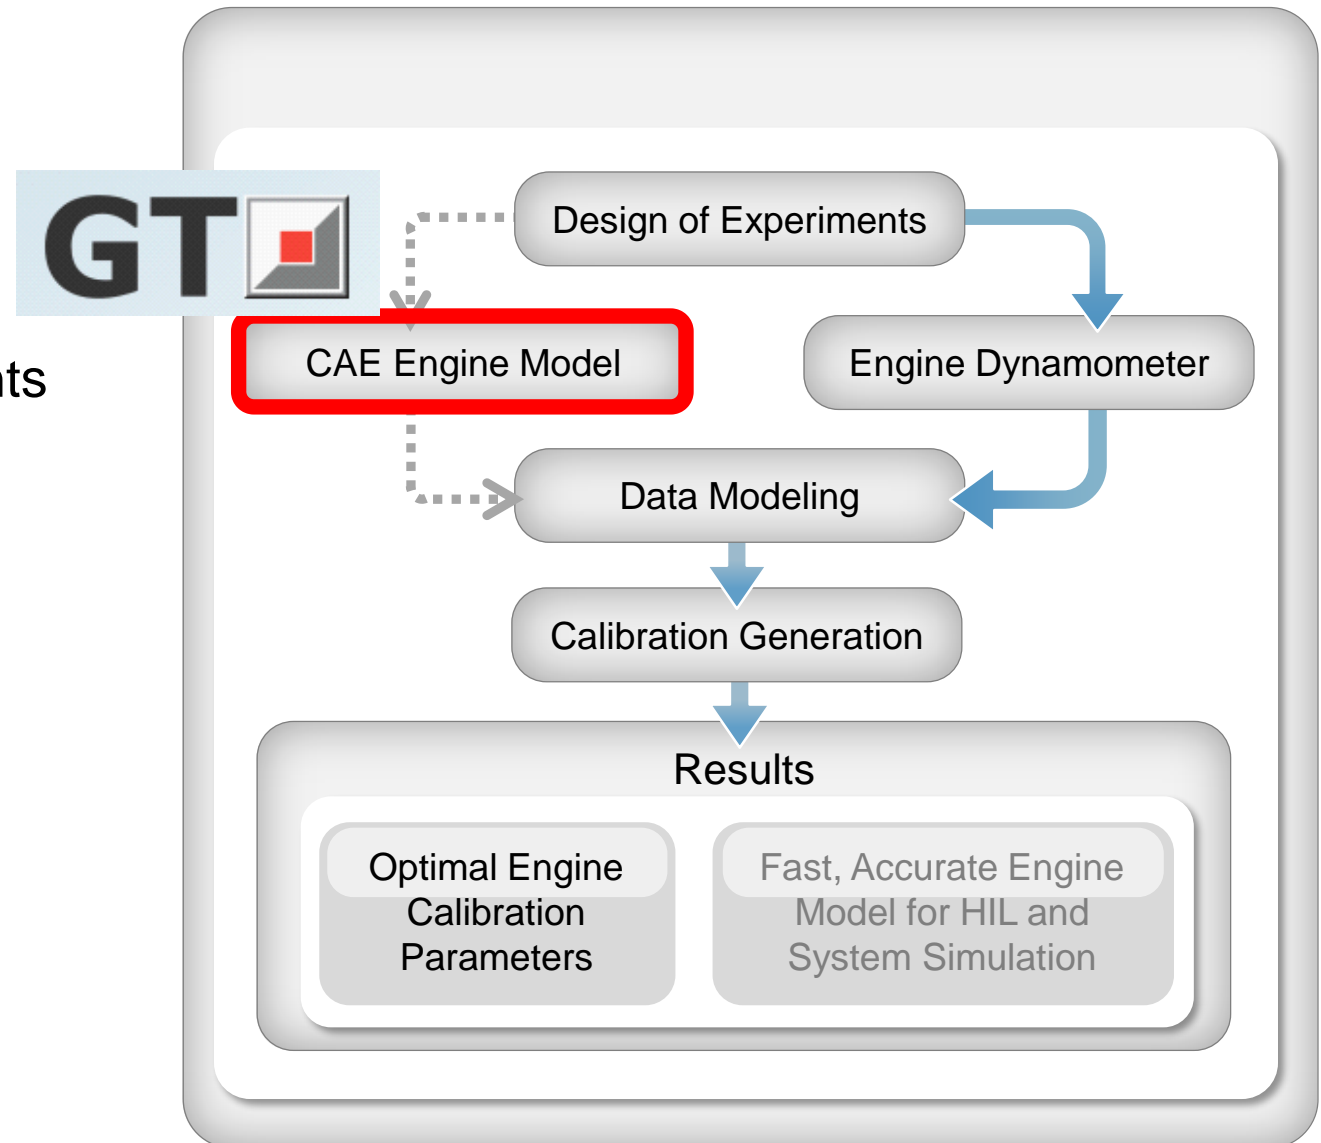 GT
Design of Experiments
CAE Engine Model
Engine Dynamometer
nts
Data Modeling
Calibration Generation
Results
Optimal Engine
Calibration
Parameters
Fast, Accurate Engine
Model for HIL and
System Simulation